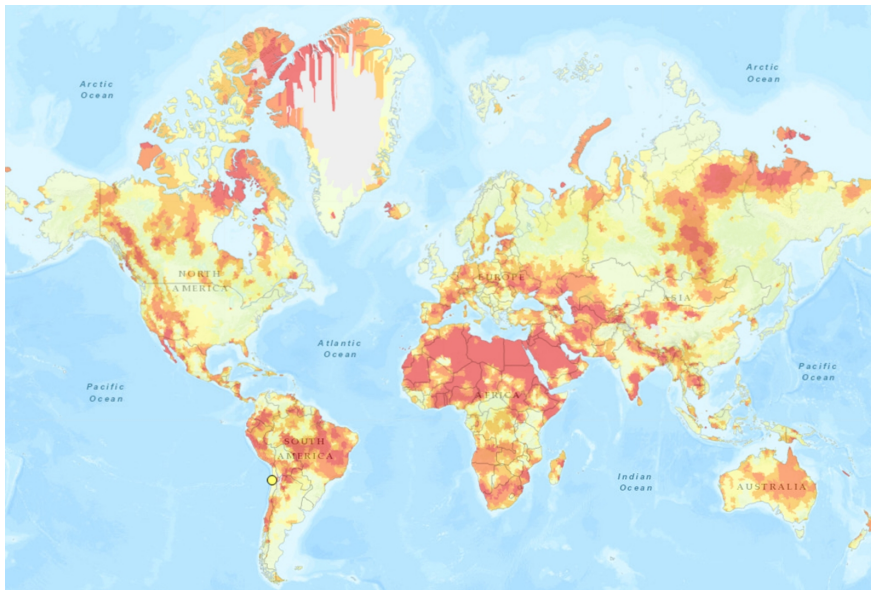 Arctic
Ocean
Arctic
Ocean
NORTH
AMERICA
EUROPE
ASIA
Atlantic
Ocean
Pacific
Ocean
Pacific
Ocean
AFRICA
SOUTH
AMERICA
Indian
Ocean
AUSTRALIA